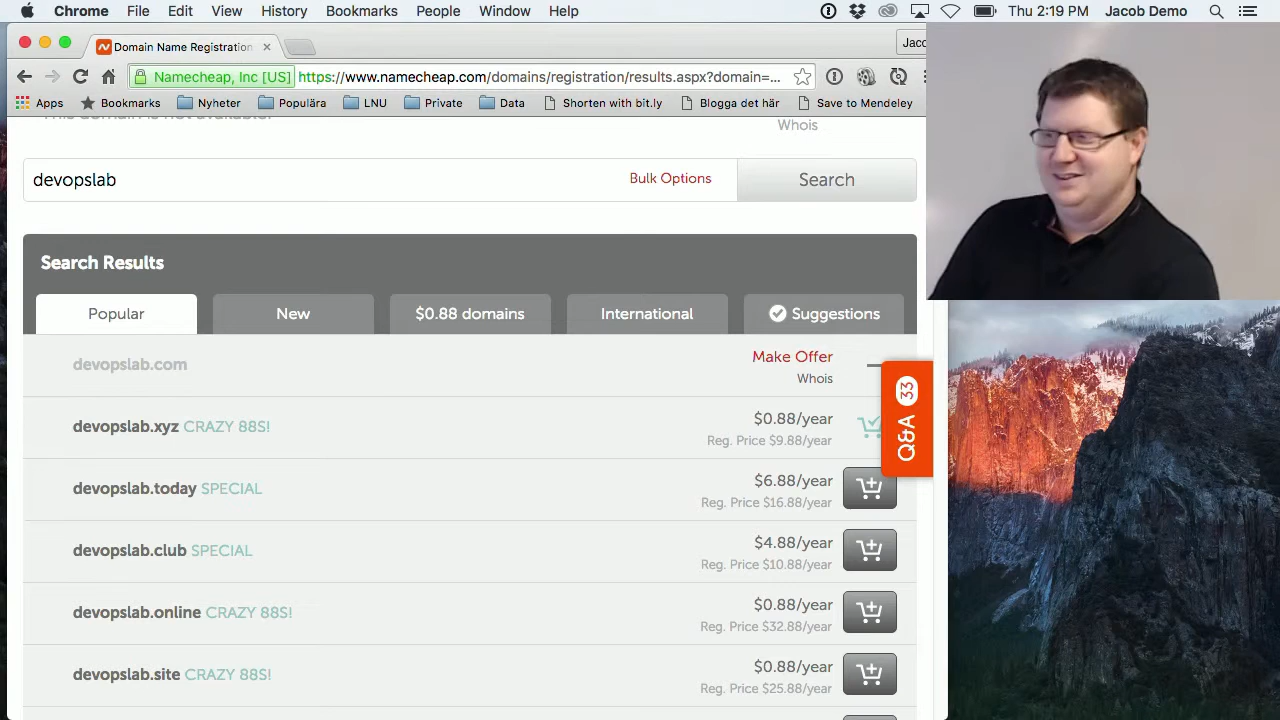 Chrome File Edit View History Bookmarks People Window Help Thu 2:19 PM Jacob Demo
Domain Name Registration
Namecheap, Inc [US] https://www.namecheap.com/domains/registration/results.aspx?domain=...
Apps Bookmarks Nyheter Populära LNU Private Data Shorten with bit.ly Blogga det här Save to Mendeley
This domain is not available.
Whois
devopslab Bulk Options Search
Search Results
Popular New $0.88 domains International Suggestions
devopslab.com Make Offer
Whois
devopslab.xyz CRAZY 88S! $0.88/year
Reg. Price $9.88/year
devopslab.today SPECIAL $6.88/year
Reg. Price $16.88/year
devopslab.club SPECIAL $4.88/year
Reg. Price $10.88/year
devopslab.online CRAZY 88S! $0.88/year
Reg. Price $32.88/year
devopslab.site CRAZY 88S! $0.88/year
Reg. Price $25.88/year
Q&A 33